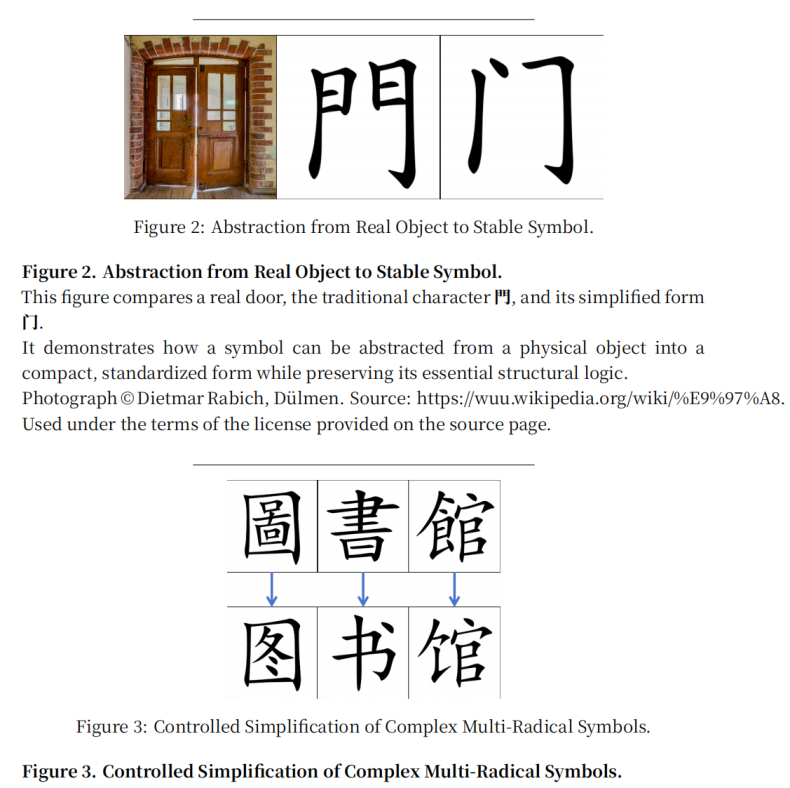 門 门
Figure 2: Abstraction from Real Object to Stable Symbol.
Figure 2. Abstraction from Real Object to Stable Symbol.
This figure compares a real door, the traditional character 門, and its simplified form
门.
It demonstrates how a symbol can be abstracted from a physical object into a
compact, standardized form while preserving its essential structural logic.
Photograph © Dietmar Rabich, Dülmen. Source: https://wuu.wikipedia.org/wiki/%E9%97%A8.
Used under the terms of the license provided on the source page.
圖 書 館
图 书 馆
Figure 3: Controlled Simplification of Complex Multi-Radical Symbols.
Figure 3. Controlled Simplification of Complex Multi-Radical Symbols.